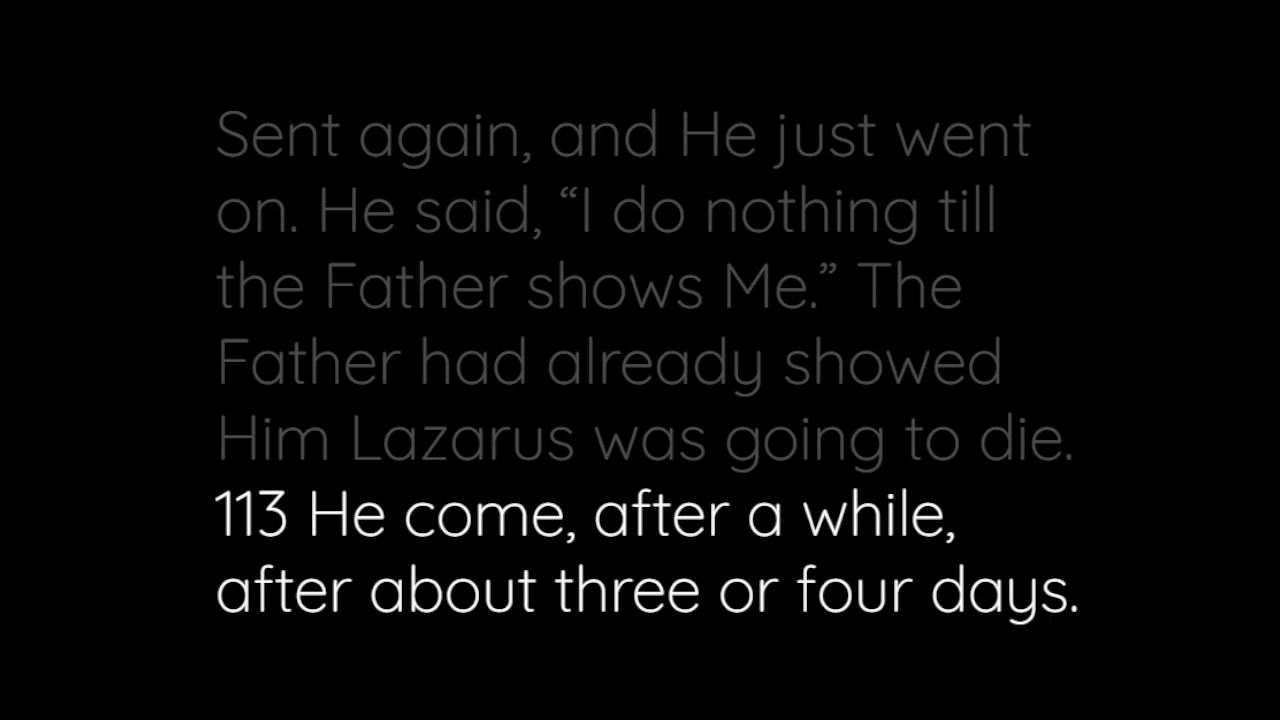 Sent again, and He just went
on. He said, “I do nothing till
the Father shows Me.” The
Father had already showed
Him Lazarus was going to die.
113 He come, after a while,
after about three or four days.